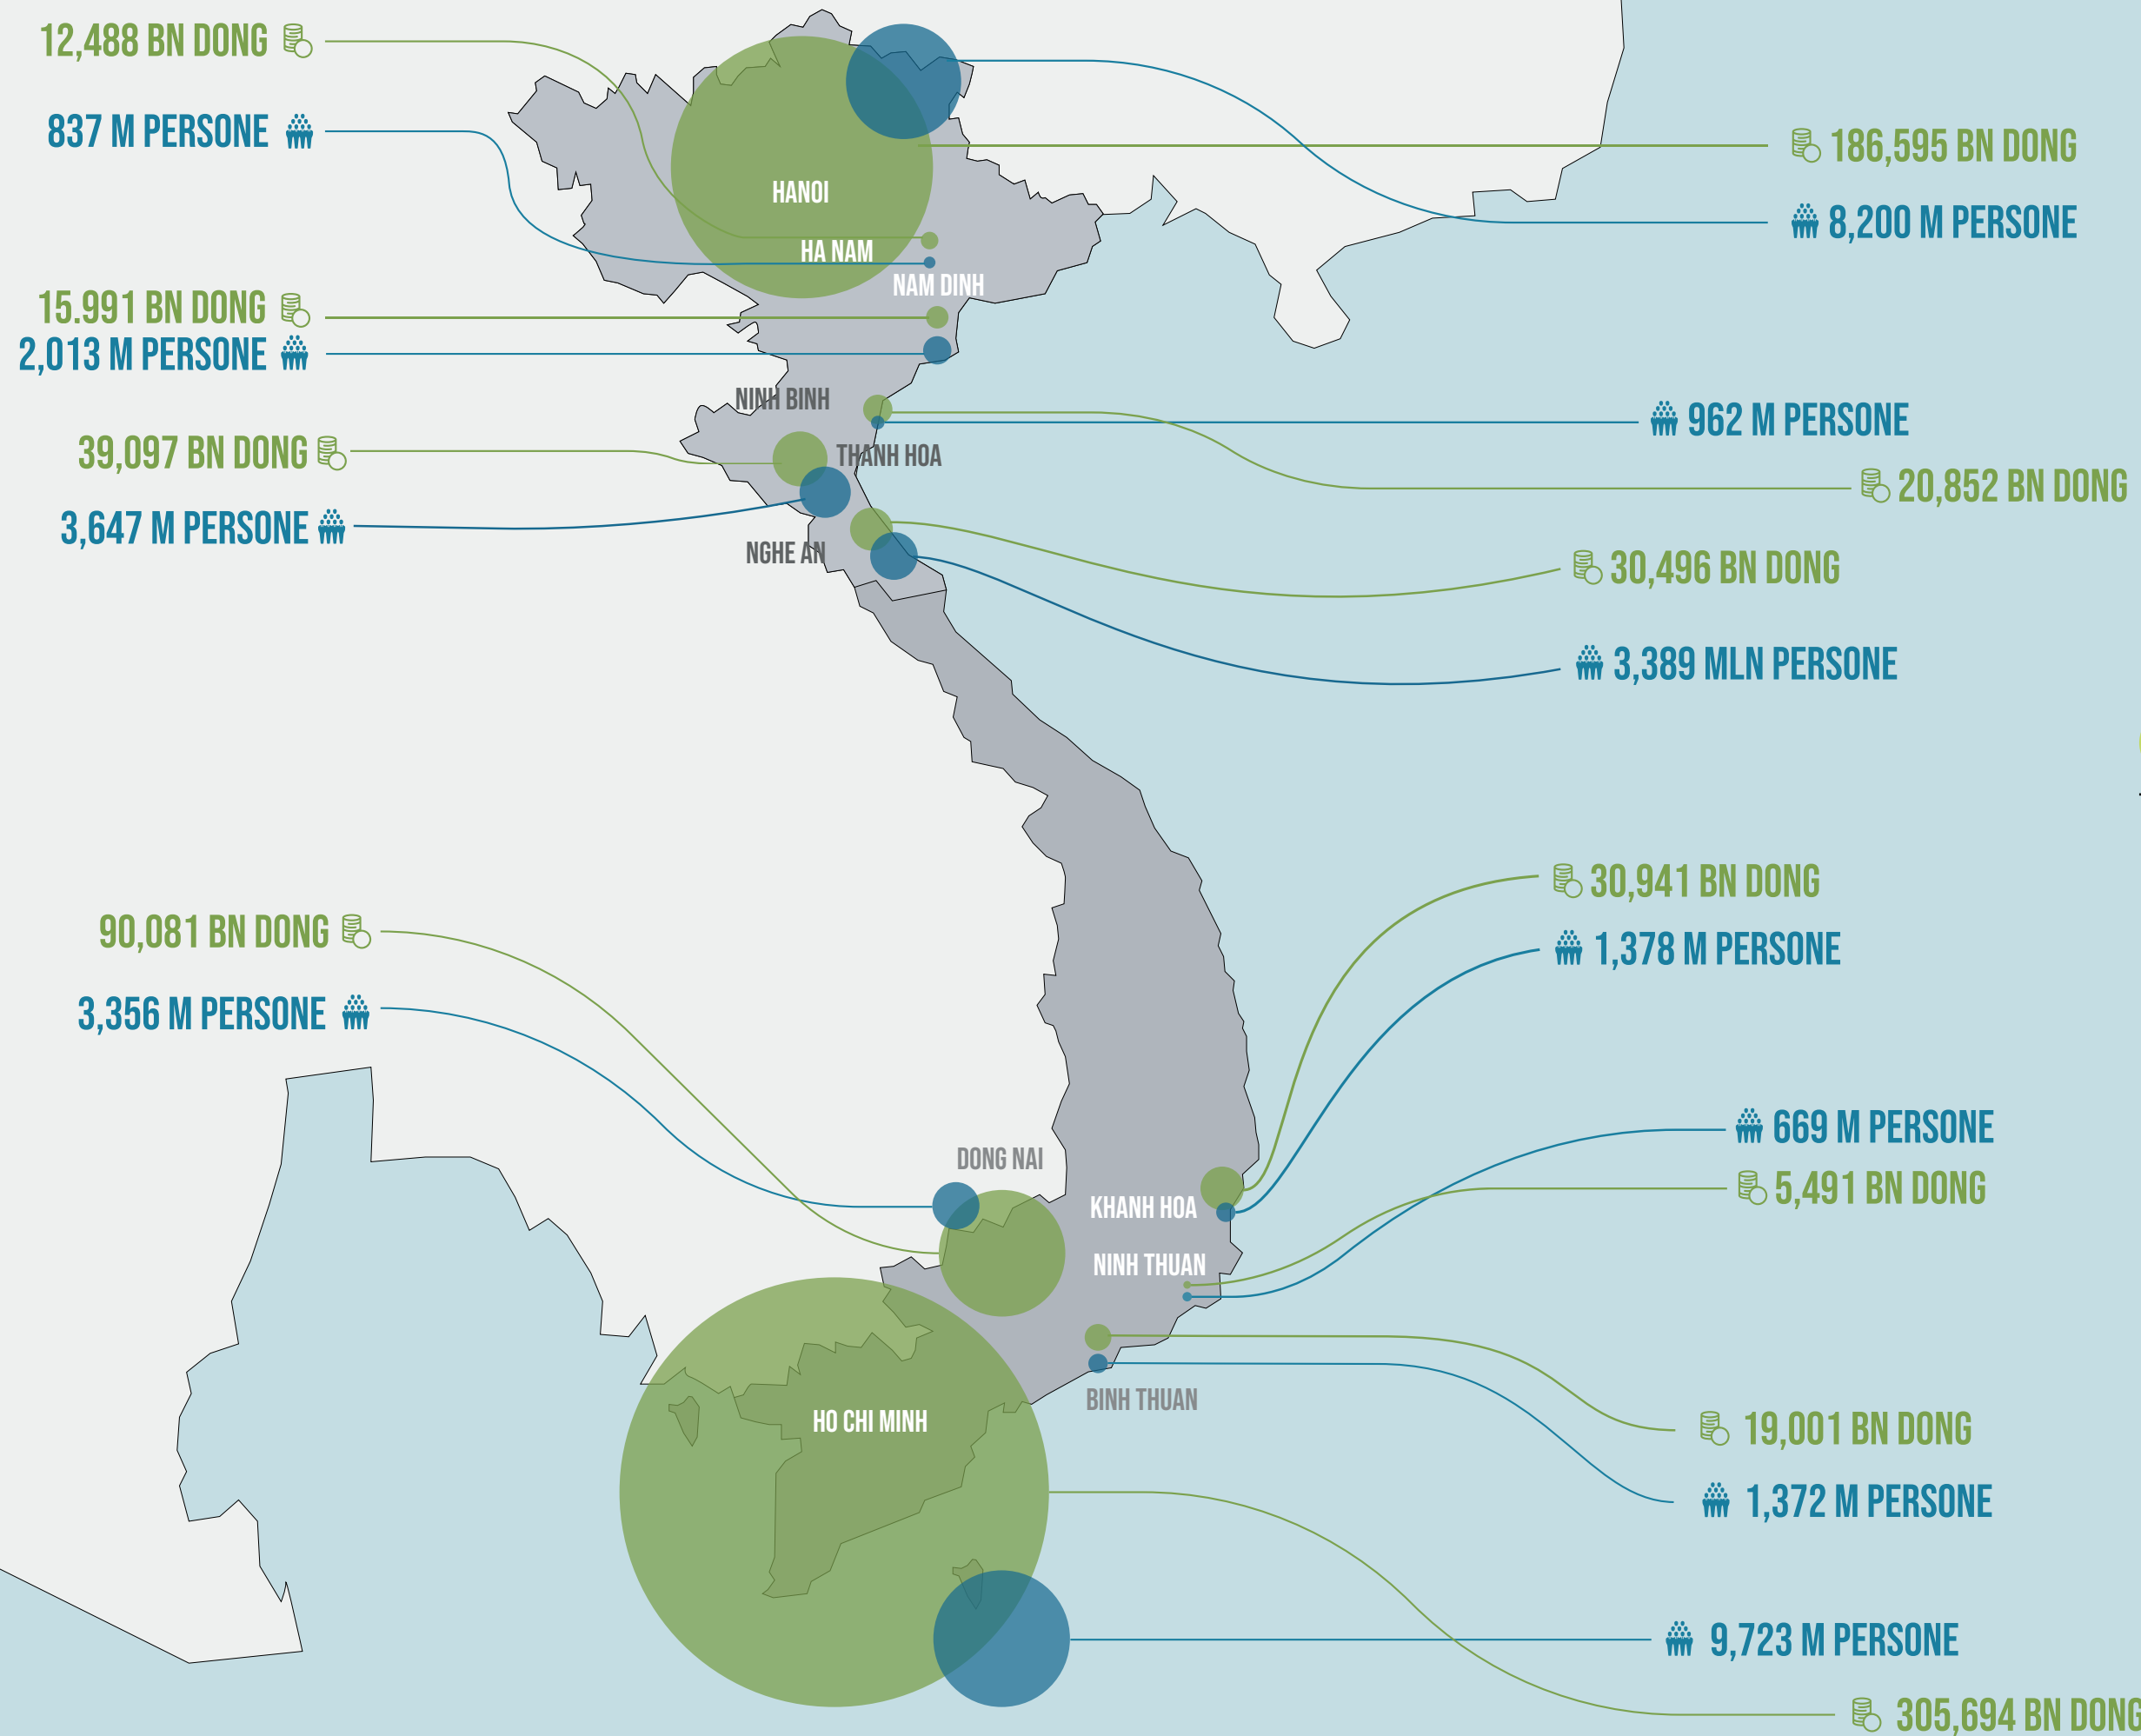 12,488 BN DONG
837 M PERSONE
186,595 BN DONG
8,200 M PERSONE
HANOI
HA NAM
NAM DINH
15.991 BN DONG
2,013 M PERSONE
NINH BINH
962 M PERSONE
39,097 BN DONG
THANH HOA
20,852 BN DONG
3,647 M PERSONE
NGHE AN
30,496 BN DONG
3,389 MLN PERSONE
30,941 BN DONG
90,081 BN DONG
1,378 M PERSONE
3,356 M PERSONE
669 M PERSONE
DONG NAI
5,491 BN DONG
KHANH HOA
NINH THUAN
BINH THUAN
HO CHI MINH
19,001 BN DONG
1,372 M PERSONE
9,723 M PERSONE
305,694 BN DONG